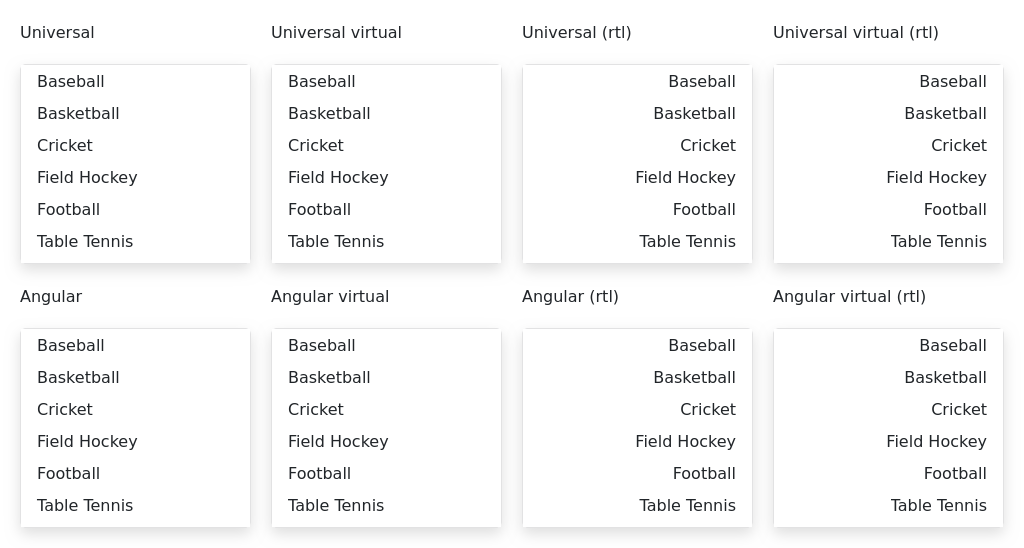 Universal
Baseball
Basketball
Cricket
Field Hockey
Football
Table Tennis
Universal virtual
Baseball
Basketball
Cricket
Field Hockey
Football
Table Tennis
Universal (rtl)
Baseball
Basketball
Cricket
Field Hockey
Football
Table Tennis
Universal virtual (rtl)
Baseball
Basketball
Cricket
Field Hockey
Football
Table Tennis
Angular
Baseball
Basketball
Cricket
Field Hockey
Football
Table Tennis
Angular virtual
Baseball
Basketball
Cricket
Field Hockey
Football
Table Tennis
Angular (rtl)
Baseball
Basketball
Cricket
Field Hockey
Football
Table Tennis
Angular virtual (rtl)
Baseball
Basketball
Cricket
Field Hockey
Football
Table Tennis